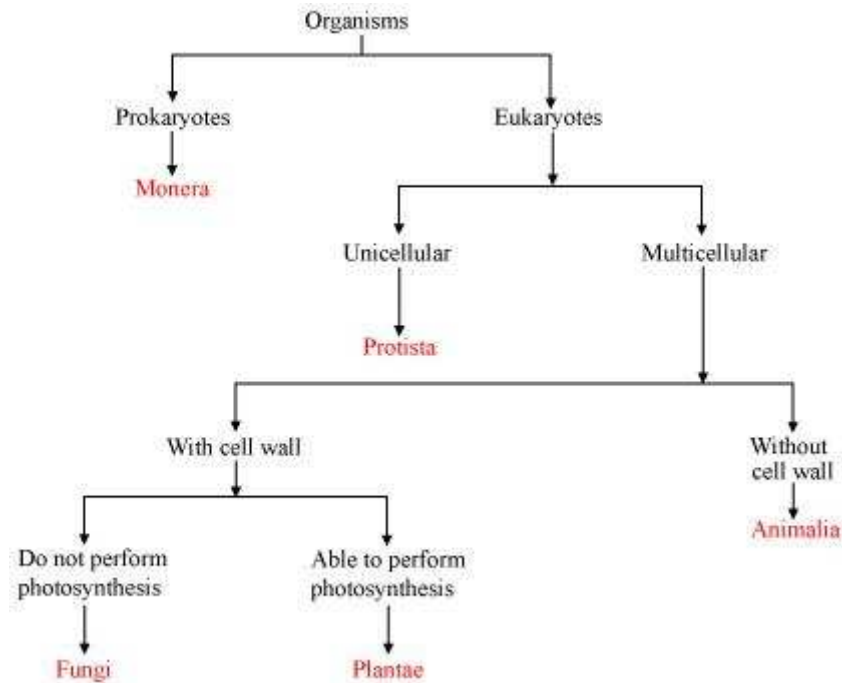 Organisms
Prokaryotes
Eukaryotes
Monera
Unicellular
Multicellular
Protista
With cell wall
Without
cell wall
Animalia
Do not perform
photosynthesis
Able to perform
photosynthesis
Fungi
Plantae